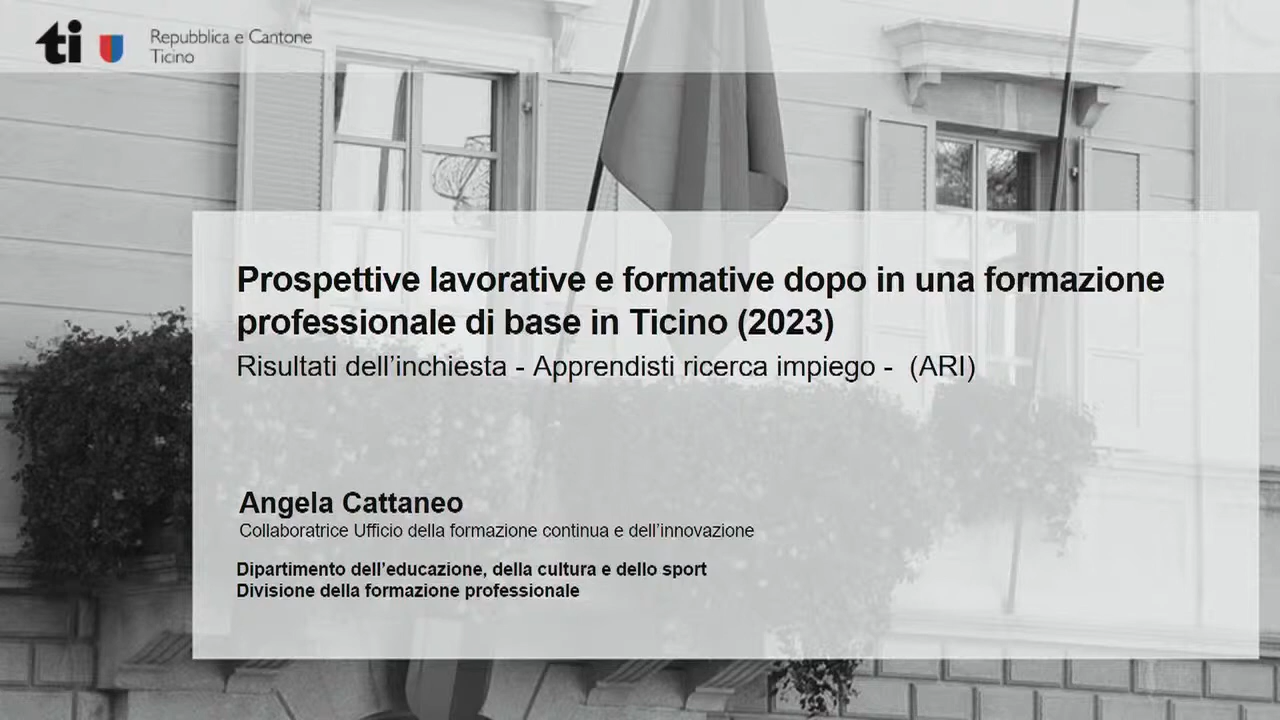 ti
Repubblica e Cantone
Ticino
Prospettive lavorative e formative dopo in una formazione
professionale di base in Ticino (2023)
Risultati dell'inchiesta - Apprendisti ricerca impiego - (ARI)
Angela Cattaneo
Collaboratrice Ufficio della formazione continua e dell'innovazione
Dipartimento dell'educazione, della cultura e dello sport
Divisione della formazione professionale